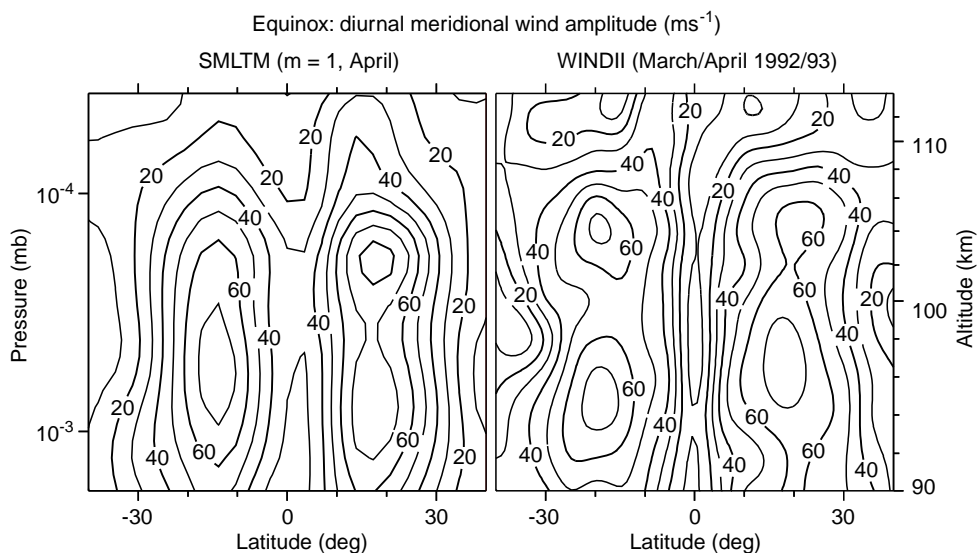 Equinox: diurnal meridional wind amplitude (ms⁻¹)
SMLTM (m = 1, April)
WINDII (March/April 1992/93)
20 20 20 20 20
20 20 40 40 110
10⁻⁴ 40 40 40
40 60 60
Pressure (mb)
60 60 40 20 40 60 20 100
40 40 20 40
Altitude (km)
20 60 60
10⁻³ 40 60 60 20 40 40 60 40 40 90
-30 0 30 -30 0 30
Latitude (deg) Latitude (deg)